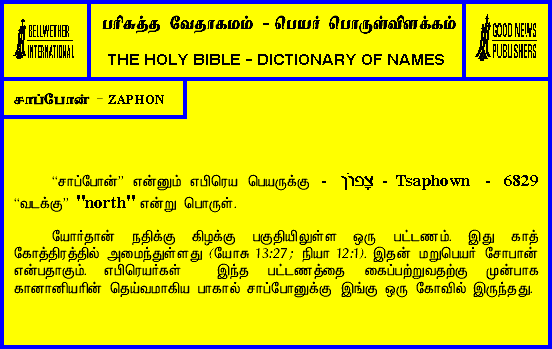 BELLWETHER
INTERNATIONAL
பரிசுத்த வேதாகமம் - பெயர் பொருள்விளக்கம்
THE HOLY BIBLE - DICTIONARY OF NAMES
GOOD NEWS
PUBLISHERS
சாப்போன் - ZAPHON
“சாப்போன்” என்னும் எபிரெய பெயருக்கு - צָפוֹן - Tsaphown - 6829
“வடக்கு” "north" என்று பொருள்.
யோர்தான் நதிக்கு கிழக்கு பகுதியிலுள்ள ஒரு பட்டணம். இது காத்
கோத்திரத்தில் அமைந்துள்ளது (யோசு 13:27; நியா 12:1). இதன் மறுபெயர் சேபான்
என்பதாகும். எபிரெயர்கள் இந்த பட்டணத்தை கைப்பற்றுவதற்கு முன்பாக
கானானியரின் தெய்வமாகிய பாகால் சாப்போனுக்கு இங்கு ஒரு கோவில் இருந்தது.